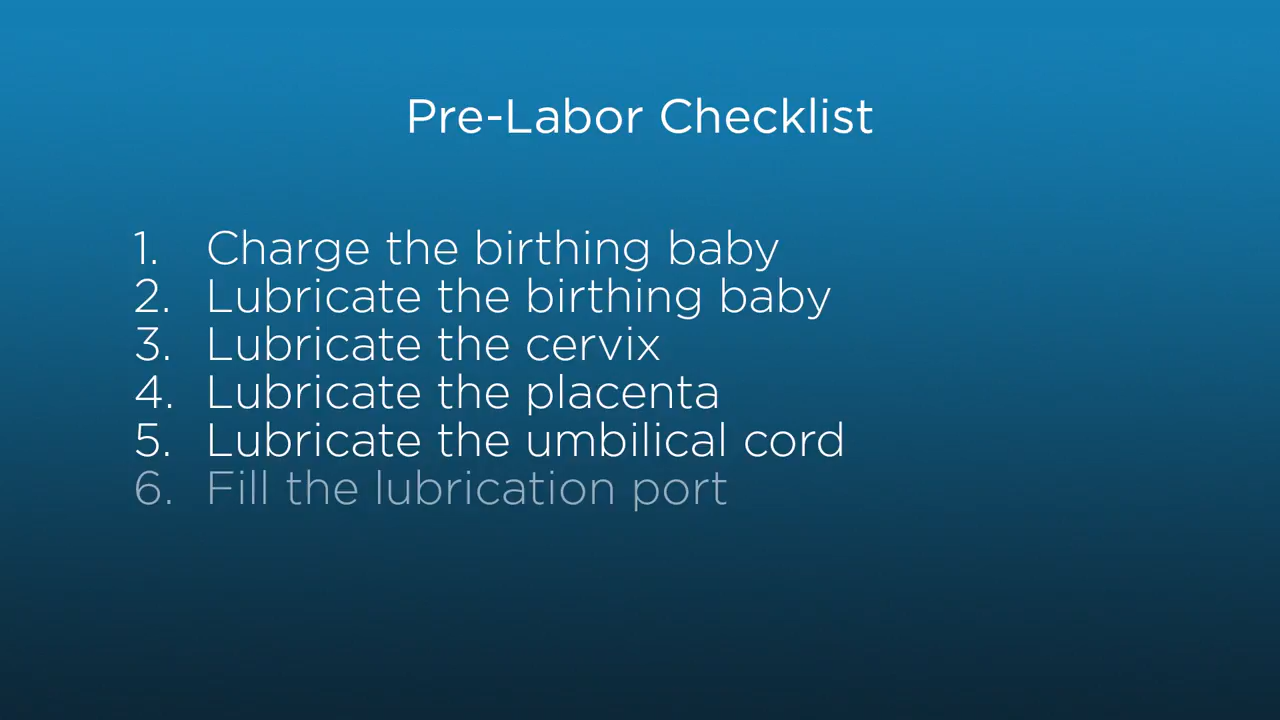 Pre-Labor Checklist
1. Charge the birthing baby
2. Lubricate the birthing baby
3. Lubricate the cervix
4. Lubricate the placenta
5. Lubricate the umbilical cord
6. Fill the lubrication port